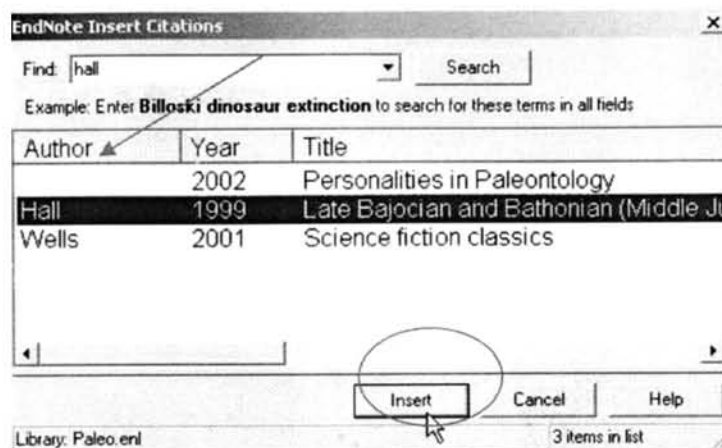 EndNote Insert Citations
Find: hall Search
Example: Enter Billoski dinosaur extinction to search for these terms in all fields
Author Year Title
2002 Personalities in Paleontology
Hall 1999 Late Bajocian and Bathonian (Middle Ju
Wells 2001 Science fiction classics
Insert Cancel Help
Library: Paleo.enl 3 items in list